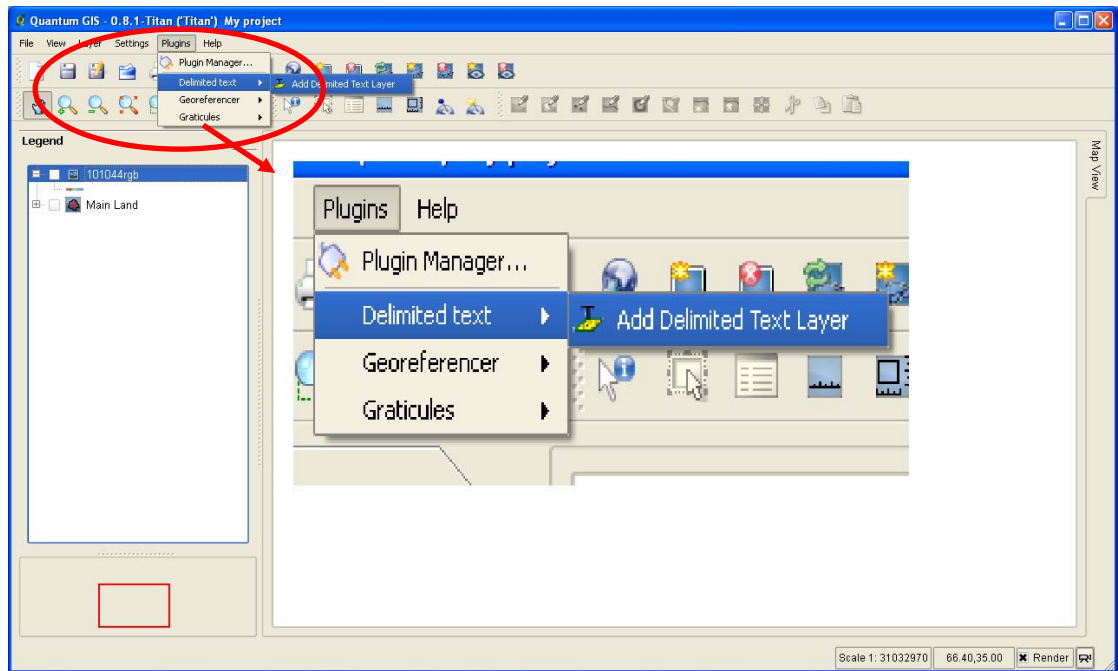 Quantum GIS - 0.8.1-Titan ('Titan') My project
File View Layer Settings Plugins Help
Plugin Manager...
Delimited text
Add Delimited Text Layer
Georeferencer
Graticules
Legend
101044rgb
Main Land
Map View
Plugins Help
Plugin Manager...
Delimited text
Add Delimited Text Layer
Georeferencer
Graticules
Scale 1: 31032970
66.40,35.00
Render